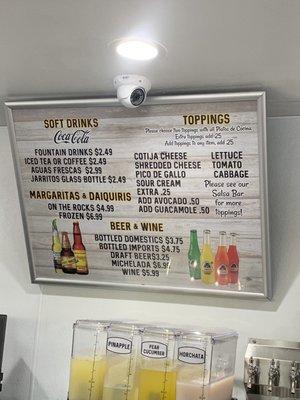 SOFT DRINKS
Coca-Cola
FOUNTAIN DRINKS $2.49
ICED TEA OR COFFEE $2.49
AGUAS FRESCAS $2.99
JARRITOS GLASS BOTTLE $2.49
MARGARITAS & DAIQUIRIS
ON THE ROCKS $4.99
FROZEN $6.99
TOPPINGS
Please choose two toppings with all Platos de Cocina
Extra toppings add .25
Add toppings to any item, add .25
COTIJA CHEESE
SHREDDED CHEESE
PICO DE GALLO
SOUR CREAM
EXTRA .25
ADD AVOCADO .50
ADD GUACAMOLE .50
LETTUCE
TOMATO
CABBAGE
Please see
our
Salsa Bar
for more
toppings!
BEER & WINE
BOTTLED DOMESTICS $3.75
BOTTLED IMPORTS $4.75
DRAFT BEER $3.25
MICHELADA $6.99
WINE $5.99
PINEAPPLE
PEAR
CUCUMBER
HORCHATA